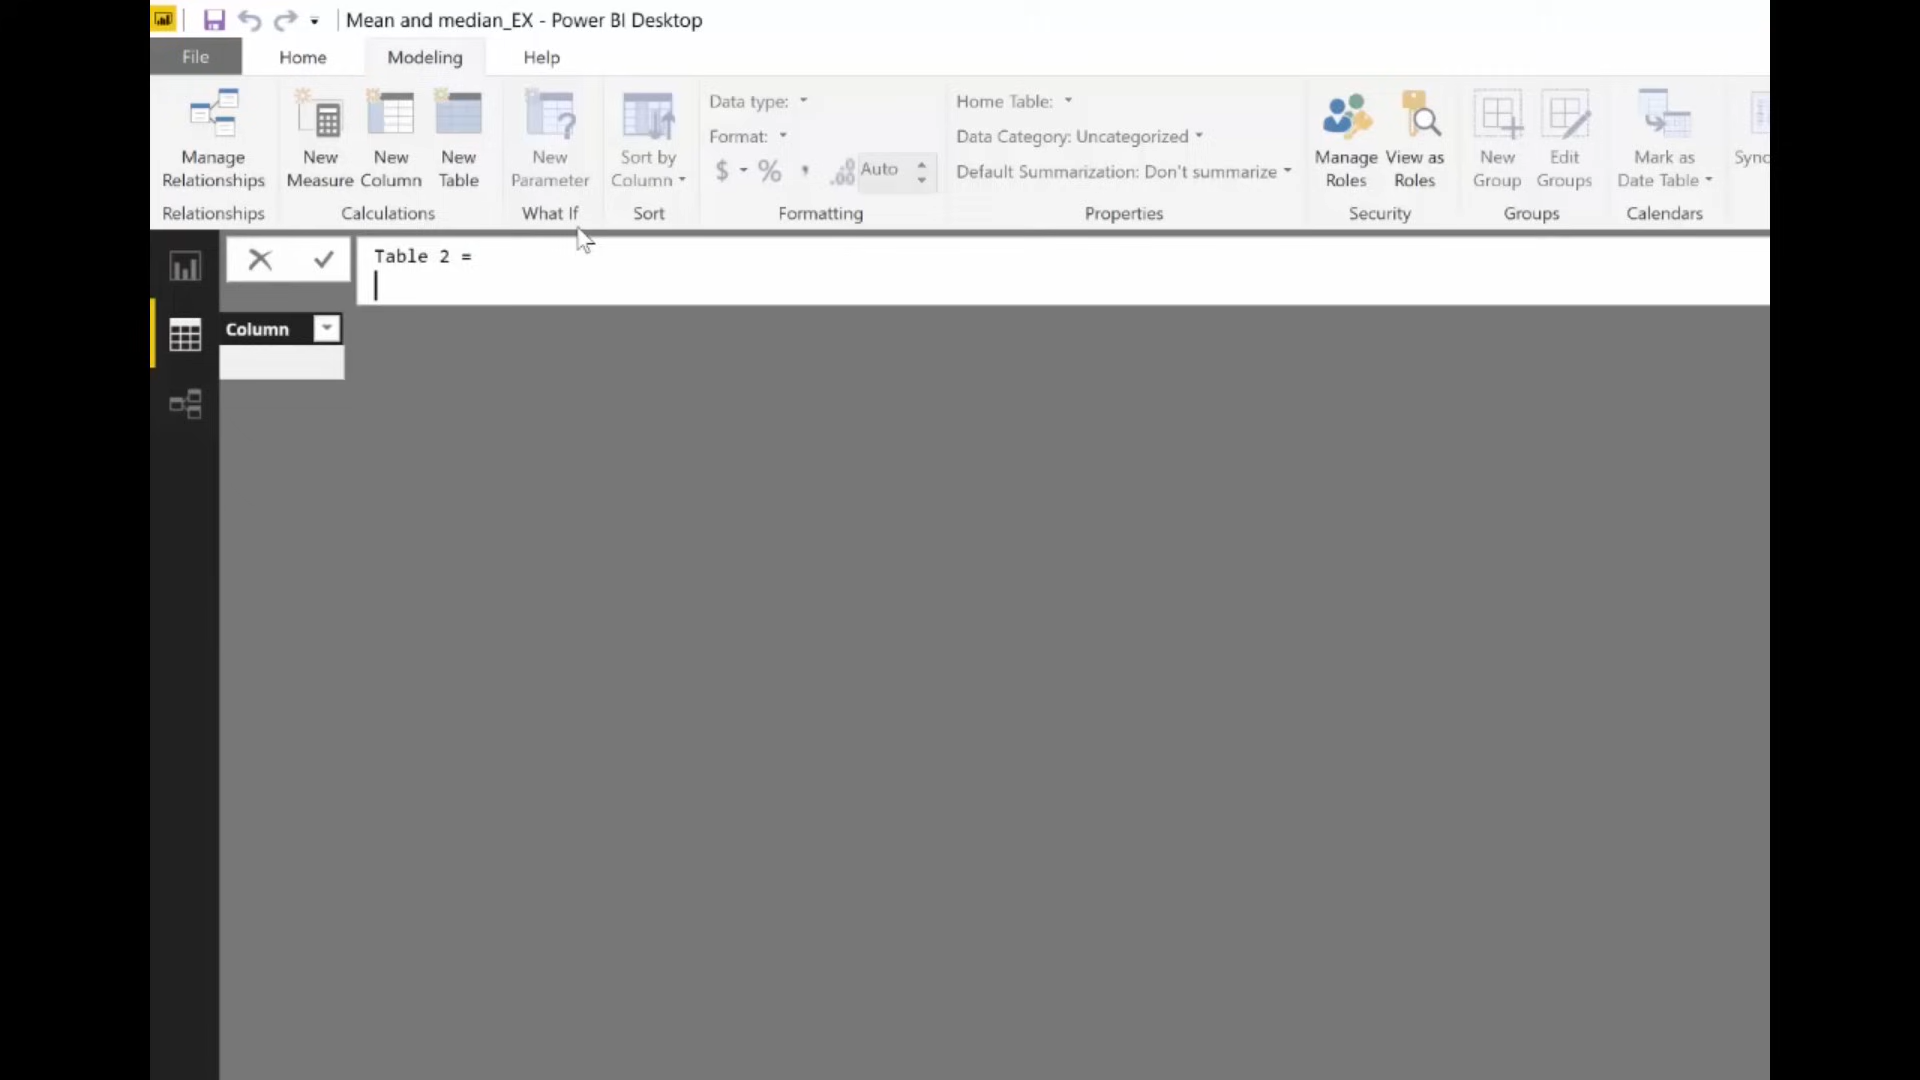 Mean and median_EX - Power BI Desktop
File
Home
Modeling
Help
Manage
Relationships
Relationships
New
Measure
New
Column
New
Table
Calculations
New
Parameter
What If
Sort by
Column
Sort
Data type:
Format:
$ % , .00 Auto
Formatting
Home Table:
Data Category: Uncategorized
Default Summarization: Don't summarize
Properties
Manage
Roles
View as
Roles
Security
New
Group
Edit
Groups
Groups
Mark as
Date Table
Calendars
Sync
Table 2 =
Column